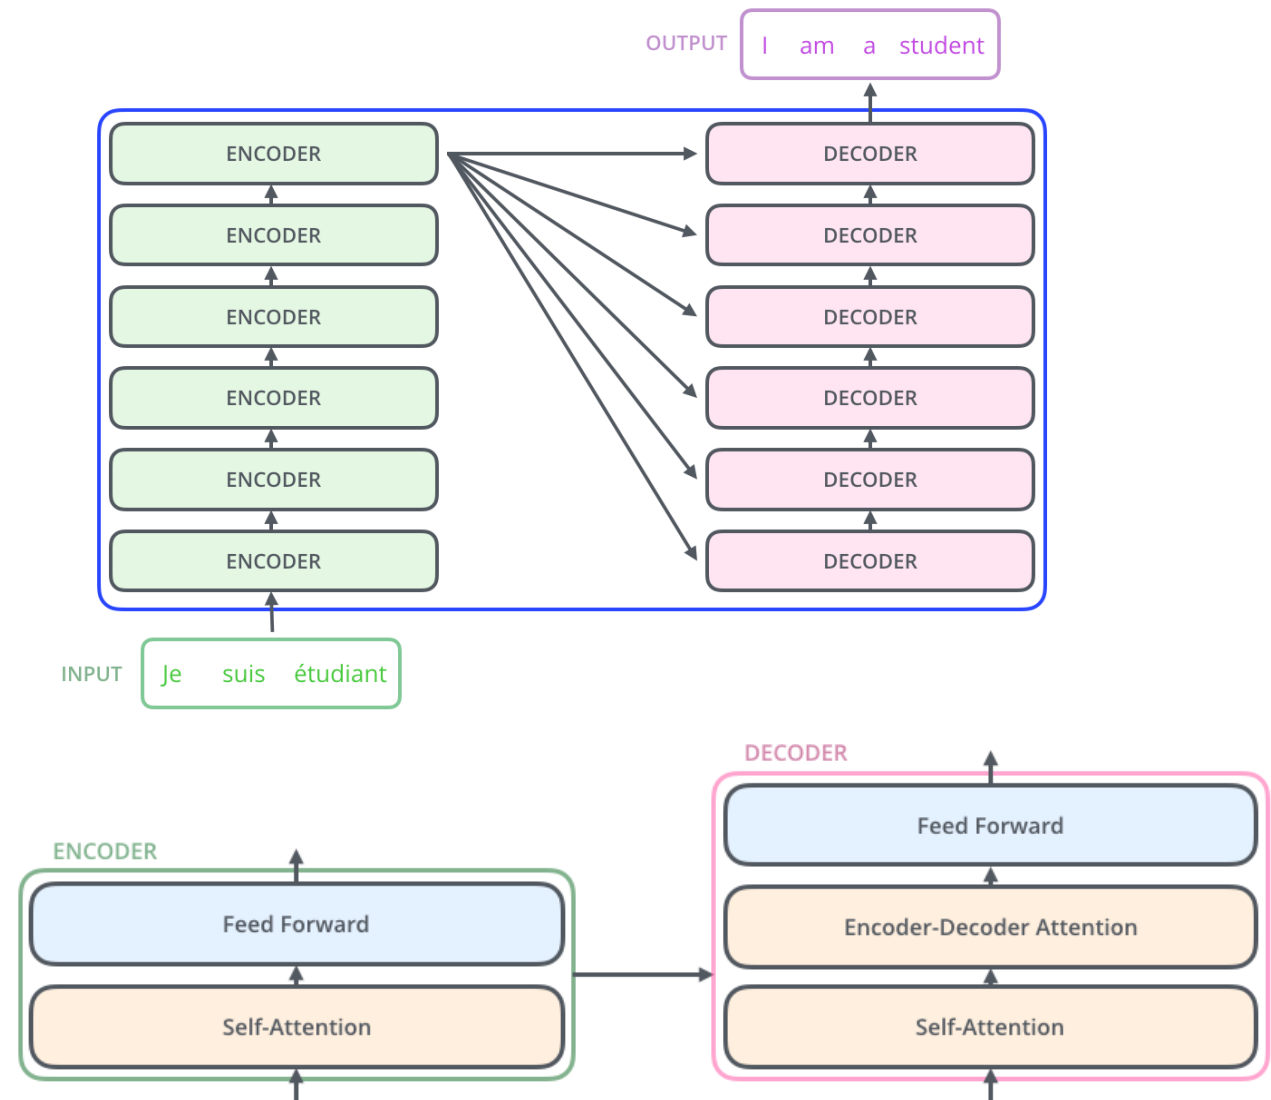 OUTPUT I am a student
ENCODER DECODER
ENCODER DECODER
ENCODER DECODER
ENCODER DECODER
ENCODER DECODER
ENCODER DECODER
INPUT Je suis étudiant
DECODER
Feed Forward
ENCODER
Feed Forward Encoder-Decoder Attention
Self-Attention Self-Attention